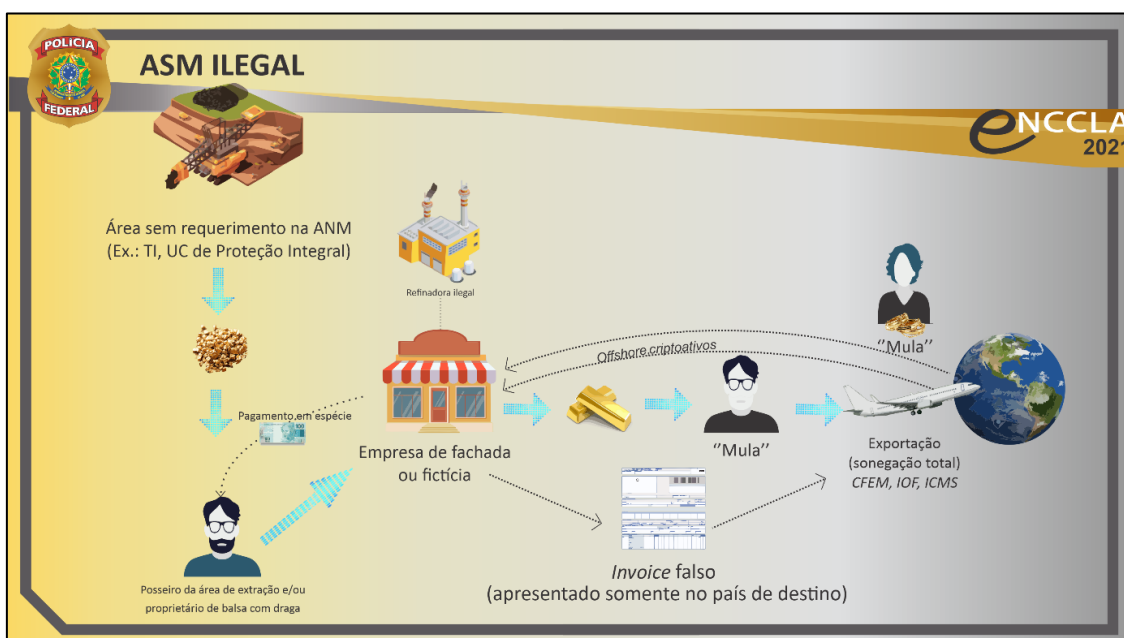 POLÍCIA
FEDERAL
ASM ILEGAL
eNCCLA
2021
Área sem requerimento na ANM
(Ex.: TI, UC de Proteção Integral)
Refinadora ilegal
"Mula"
Offshore criptoativos
Pagamento em espécie
Empresa de fachada
ou fictícia
"Mula"
Exportação
(sonegação total)
CFEM, IOF, ICMS
Posseiro da área de extração e/ou
proprietário de balsa com draga
Invoice falso
(apresentado somente no país de destino)